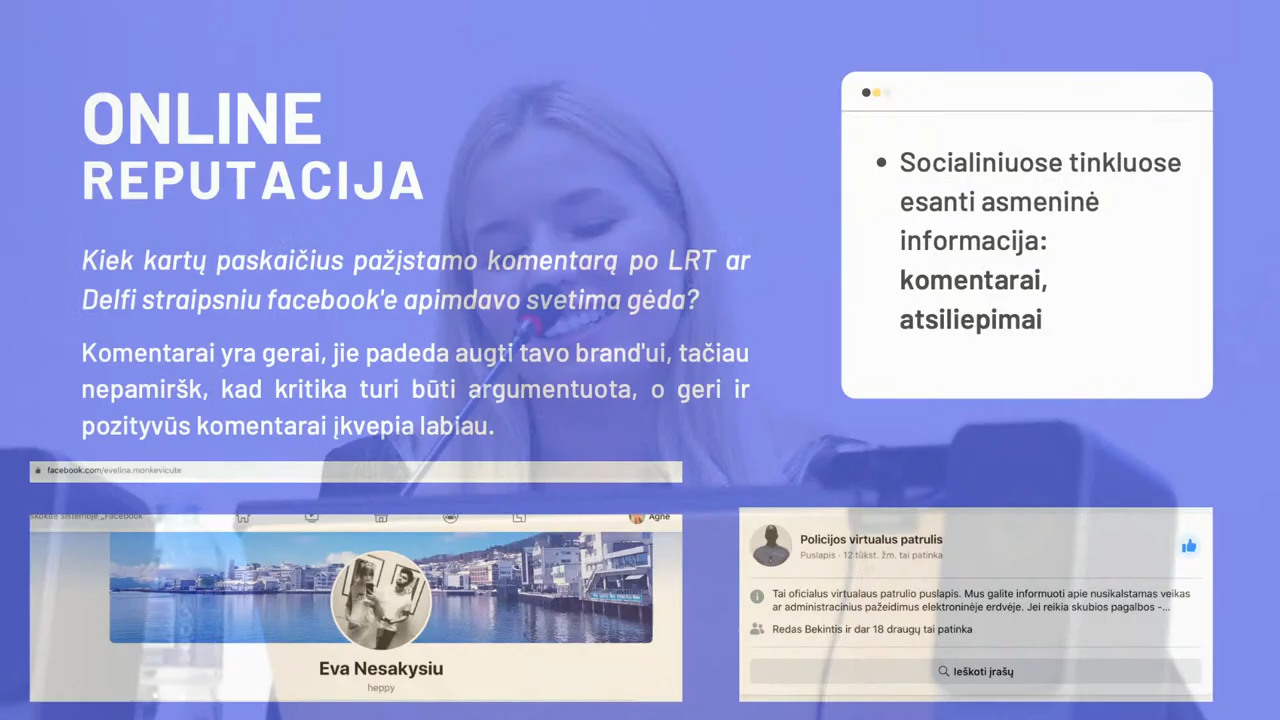 ONLINE
REPUTACIJA
Kiek kartų paskaičius pažįstamo komentarą po LRT ar
Delfi straipsniu facebook'e apimdavo svetima gėda?
Komentarai yra gerai, jie padeda augti tavo brand'ui, tačiau
nepamiršk, kad kritika turi būti argumentuota, o geri ir
pozityvūs komentarai įkvepia labiau.
Socialiniuose tinkluose
esanti asmeninė
informacija:
komentarai,
atsiliepimai
facebook.com/evelina.monkevicute
sistemoje „Facebook
Agnė
Eva Nesakysiu
heppy
Policijos virtualus patrulis
Puslapis · 12 tūkst. žm. tai patinka
Tai oficialus virtualaus patrulio puslapis. Mus galite informuoti apie nusikalstamas veikas
ar administracinius pažeidimus elektroninėje erdvėje. Jei reikia skubios pagalbos -...
Redas Bekintis ir dar 18 draugų tai patinka
Ieškoti įrašų